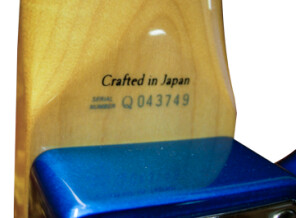 Crafted in Japan
SERIAL NUMBER Q043749